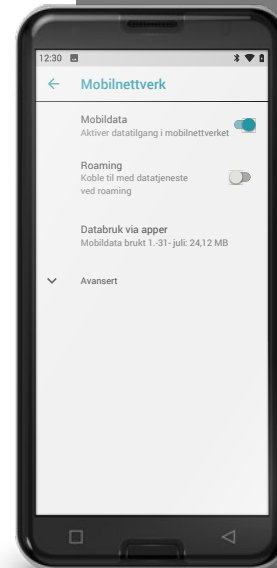 12:30
Mobilnettverk
Mobildata
Aktiver datatilgang i mobilnettverket
Roaming
Koble til med datatjeneste
ved roaming
Databruk via apper
Mobildata brukt 1.-31- juli: 24,12 MB
Avansert